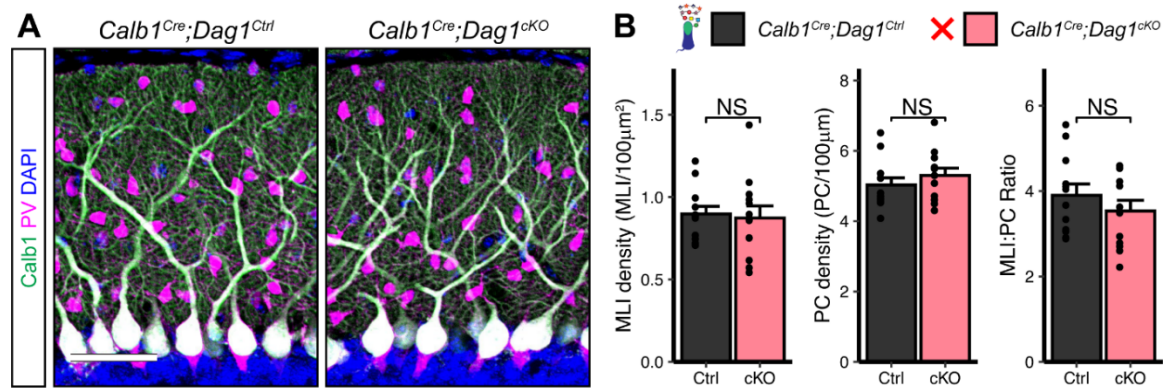 A
Calb1Cre;Dag1Ctrl
Calb1Cre;Dag1cKO
Calb1 PV DAPI
B
Calb1Cre;Dag1Ctrl
Calb1Cre;Dag1cKO
MLI density (MLI/100µm²)
1.5
1.0
0.5
0.0
NS
Ctrl
cKO
PC density (PC/100µm)
8
6
4
2
0
NS
Ctrl
cKO
MLI:PC Ratio
6
4
2
0
NS
Ctrl
cKO